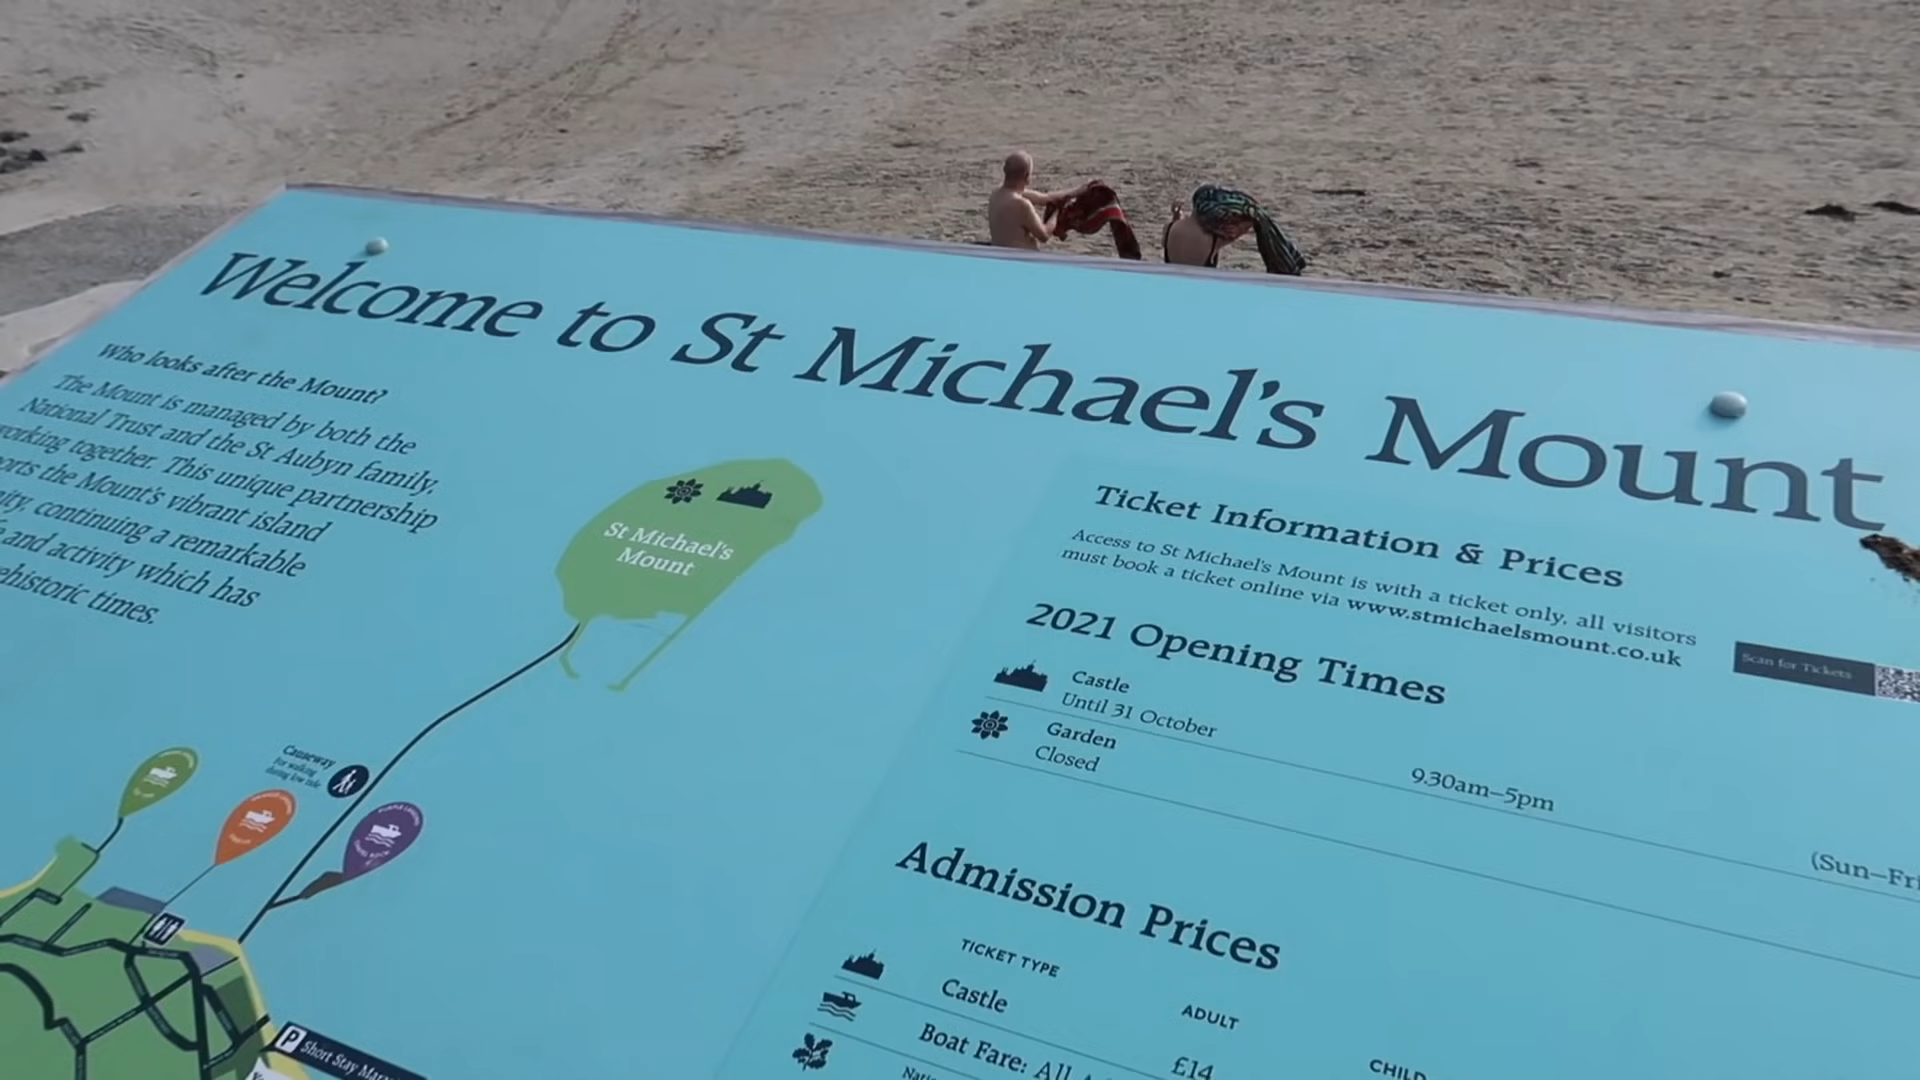 Welcome to St Michael's Mount
Who looks after the Mount?
The Mount is managed by both the
National Trust and the St Aubyn family,
working together. This unique partnership
the Mount's vibrant island
continuing a remarkable
and activity which has
times.
St Michael's
Mount
Causeway
For walking
during low tide
P Short Stay
Ticket Information & Prices
Access to St Michael's Mount is with a ticket only, all visitors
must book a ticket online via www.stmichaelsmount.co.uk
Scan for Tickets
2021 Opening Times
Castle
Until 31 October
9.30am–5pm
(Sun–Fri
Garden
Closed
Admission Prices
TICKET TYPE
ADULT
CHILD
Castle
£14
Boat Fare: All